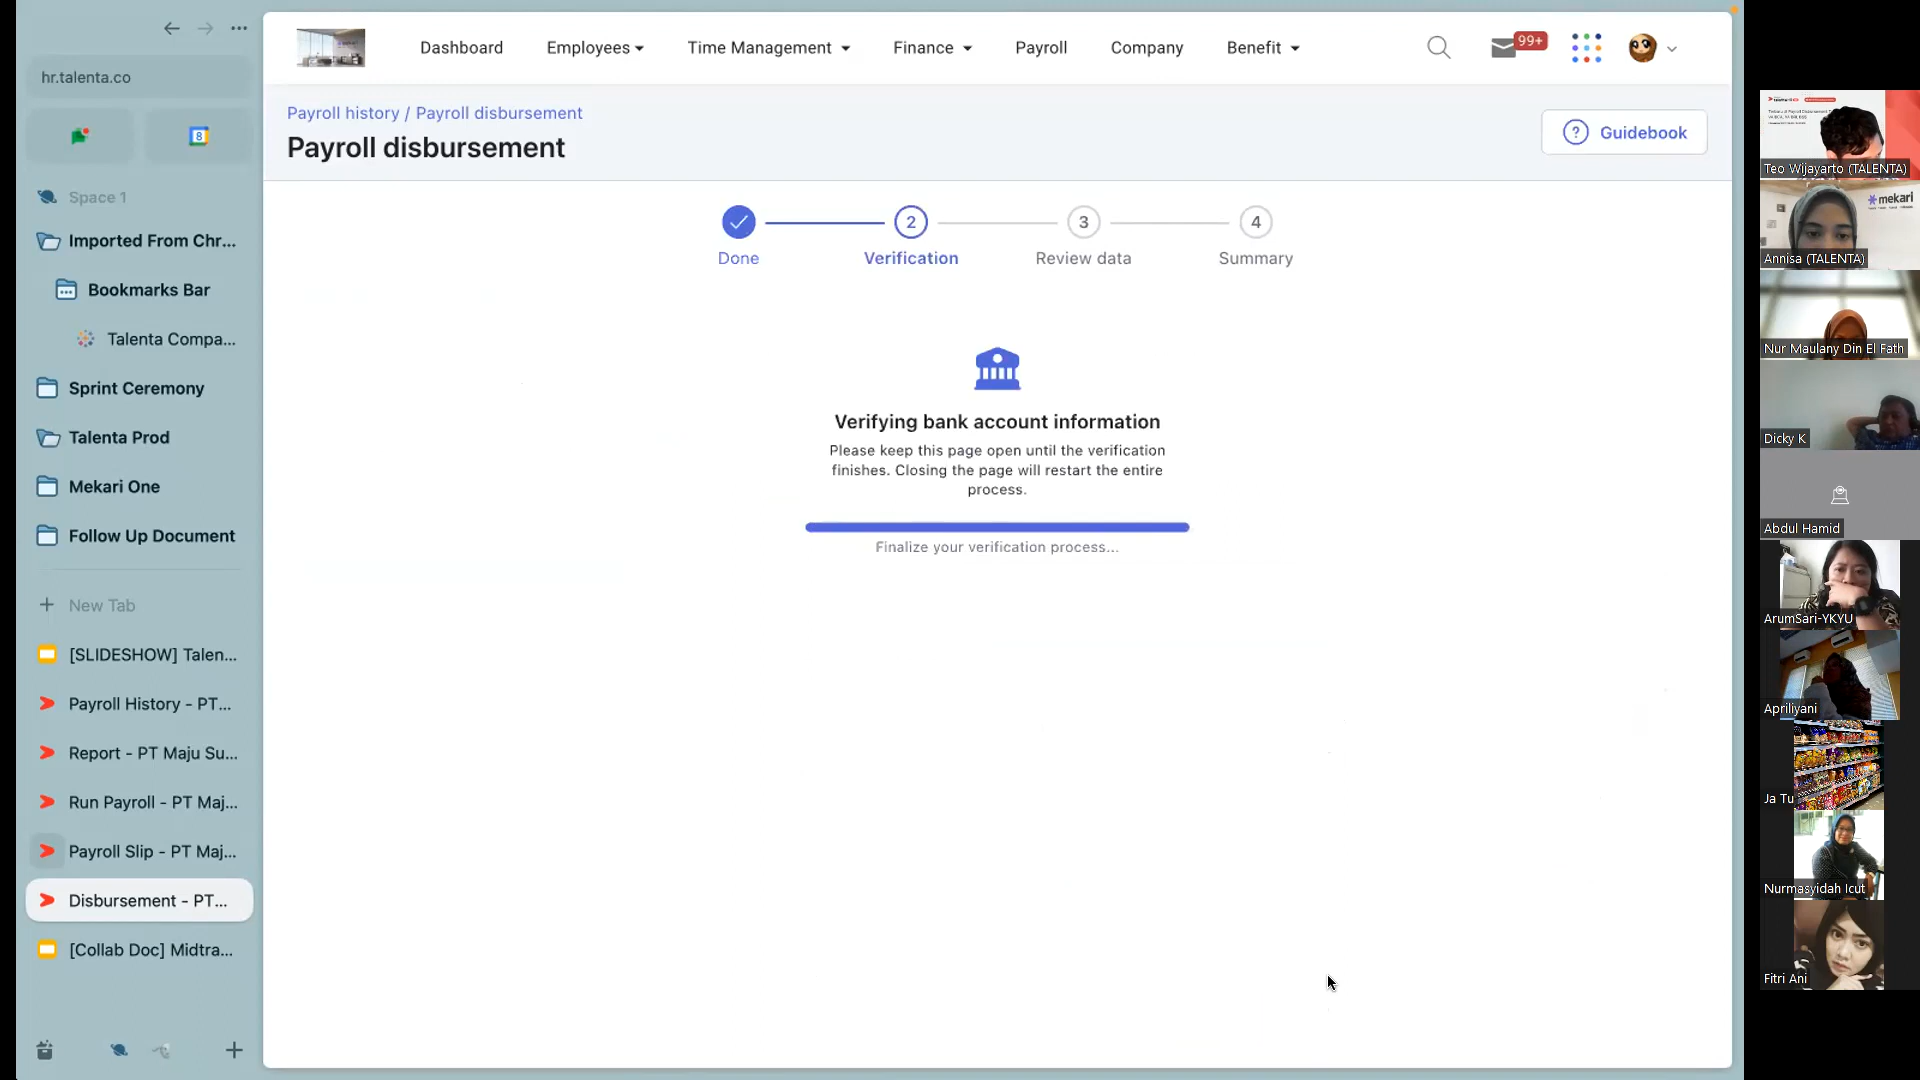 hr.talenta.co
8
Space 1
Imported From Chr...
Bookmarks Bar
Talenta Compa...
Sprint Ceremony
Talenta Prod
Mekari One
Follow Up Document
New Tab
[SLIDESHOW] Talen...
Payroll History - PT...
Report - PT Maju Su...
Run Payroll - PT Maj...
Payroll Slip - PT Maj...
Disbursement - PT...
[Collab Doc] Midtra...
Dashboard
Employees
Time Management
Finance
Payroll
Company
Benefit
99+
Payroll history / Payroll disbursement
Payroll disbursement
Guidebook
2
3
4
Done
Verification
Review data
Summary
Verifying bank account information
Please keep this page open until the verification
finishes. Closing the page will restart the entire
process.
Finalize your verification process...
Teo Wijayarto (TALENTA)
mekari
Annisa (TALENTA)
Nur Maulany Din El Fath
Dicky K
Abdul Hamid
ArumSari-YKYU
Apriliyani
Ja Tu
Nurmasyidah Icut
Fitri Ani